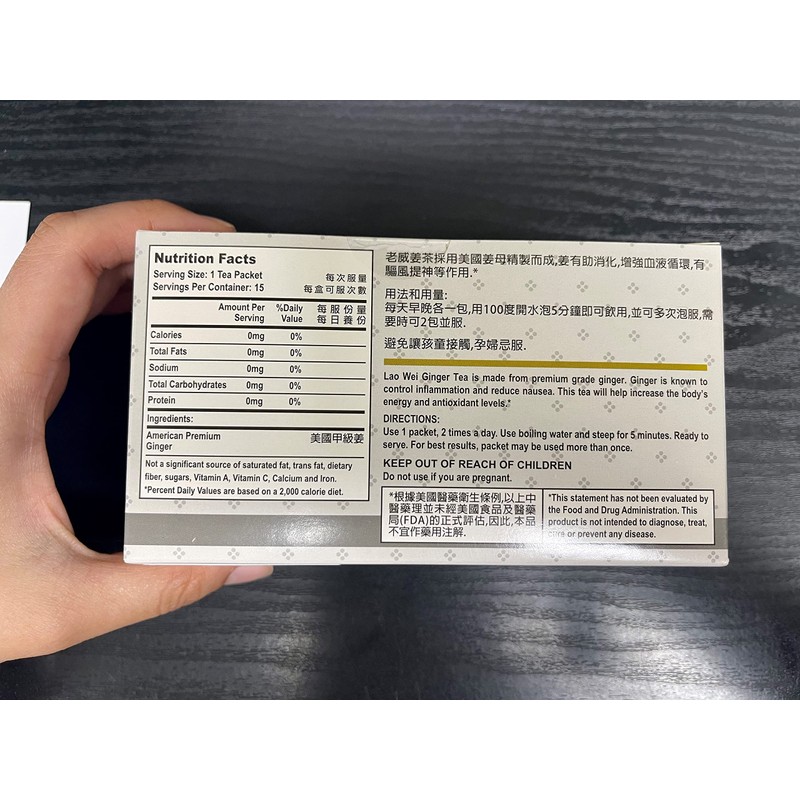 Nutrition Facts
Serving Size: 1 Tea Packet 每次服量
Servings Per Container: 15 每盒可服次數
Amount Per %Daily 每服份量
Serving Value 每日養份
Calories 0mg 0%
Total Fats 0mg 0%
Sodium 0mg 0%
Total Carbohydrates 0mg 0%
Protein 0mg 0%
Ingredients:
American Premium 美國甲級姜
Ginger
Not a significant source of saturated fat, trans fat, dietary
fiber, sugars, Vitamin A, Vitamin C, Calcium and Iron.
*Percent Daily Values are based on a 2,000 calorie diet.
老威姜茶採用美國姜母精製而成,姜有助消化,增強血液循環,有
驅風提神等作用.*
用法和用量:
每天早晚各一包,用100度開水泡5分鐘即可飲用,並可多次泡服,需
要時可2包並服.
避免讓孩童接觸,孕婦忌服.
Lao Wei Ginger Tea is made from premium grade ginger. Ginger is known to
control inflammation and reduce nausea. This tea will help increase the body's
energy and antioxidant levels.*
DIRECTIONS:
Use 1 packet, 2 times a day. Use boiling water and steep for 5 minutes. Ready to
serve. For best results, packet may be used more than once.
KEEP OUT OF REACH OF CHILDREN
Do not use if you are pregnant.
*根據美國醫藥衛生條例,以上中
醫藥理並未經美國食品及醫藥
局(FDA)的正式評估,因此,本品
不宜作藥用注解.
*This statement has not been evaluated by
the Food and Drug Administration. This
product is not intended to diagnose, treat,
cure or prevent any disease.